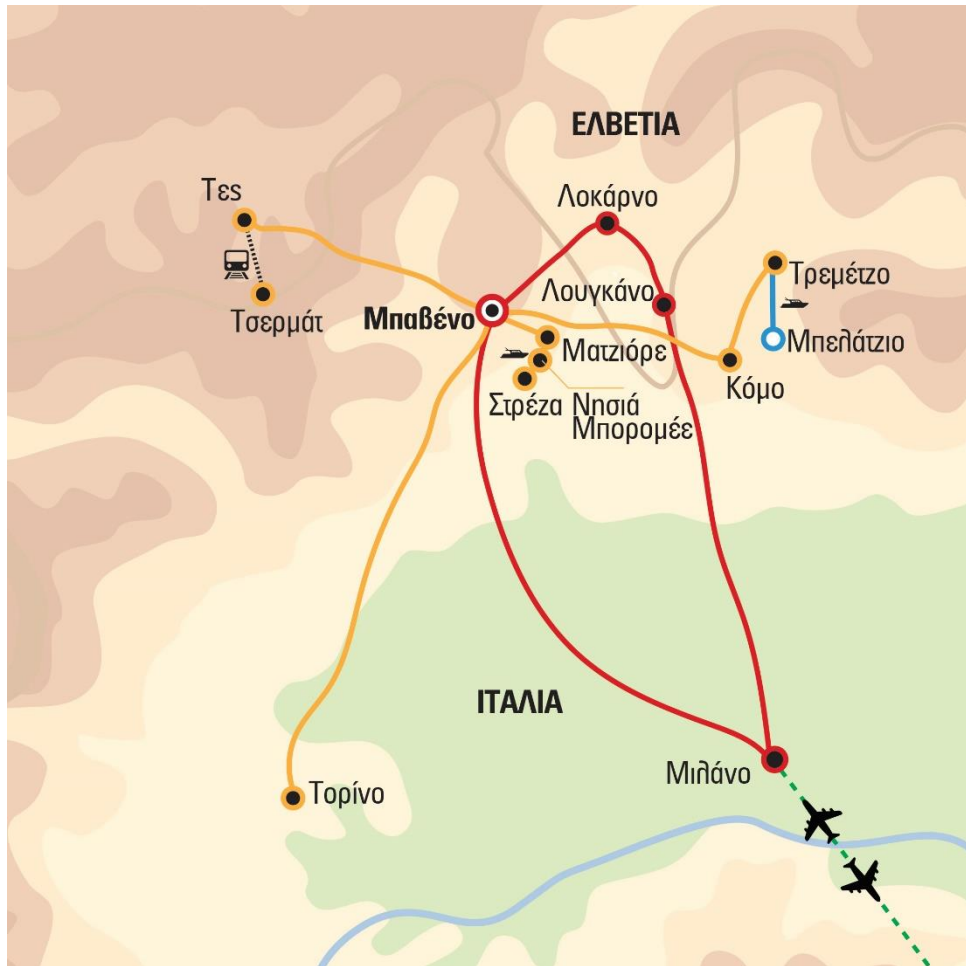 ΕΛΒΕΤΙΑ
Τες
Λοκάρνο
Τρεμέτζο
Τσερμάτ
Λουγκάνο
Μπαβένο
Ματζιόρε
Μπελάτζιο
Κόμο
Στρέζα
Νησιά
Μπορομέε
ΙΤΑΛΙΑ
Μιλάνο
Τορίνο